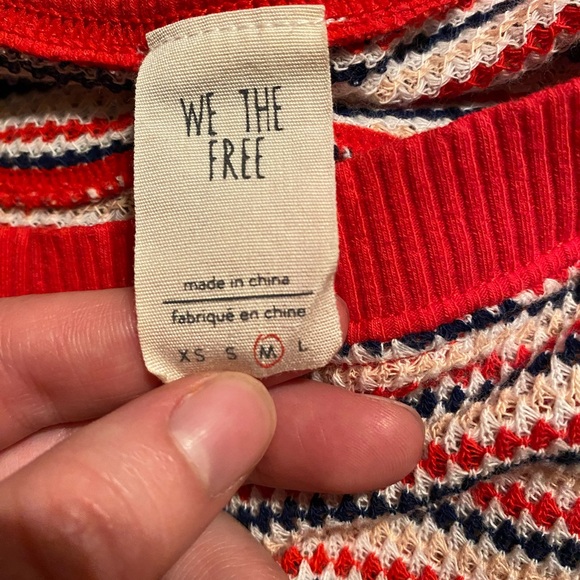 WE THE
FREE
made in china
fabriqué en chine
XS S M L